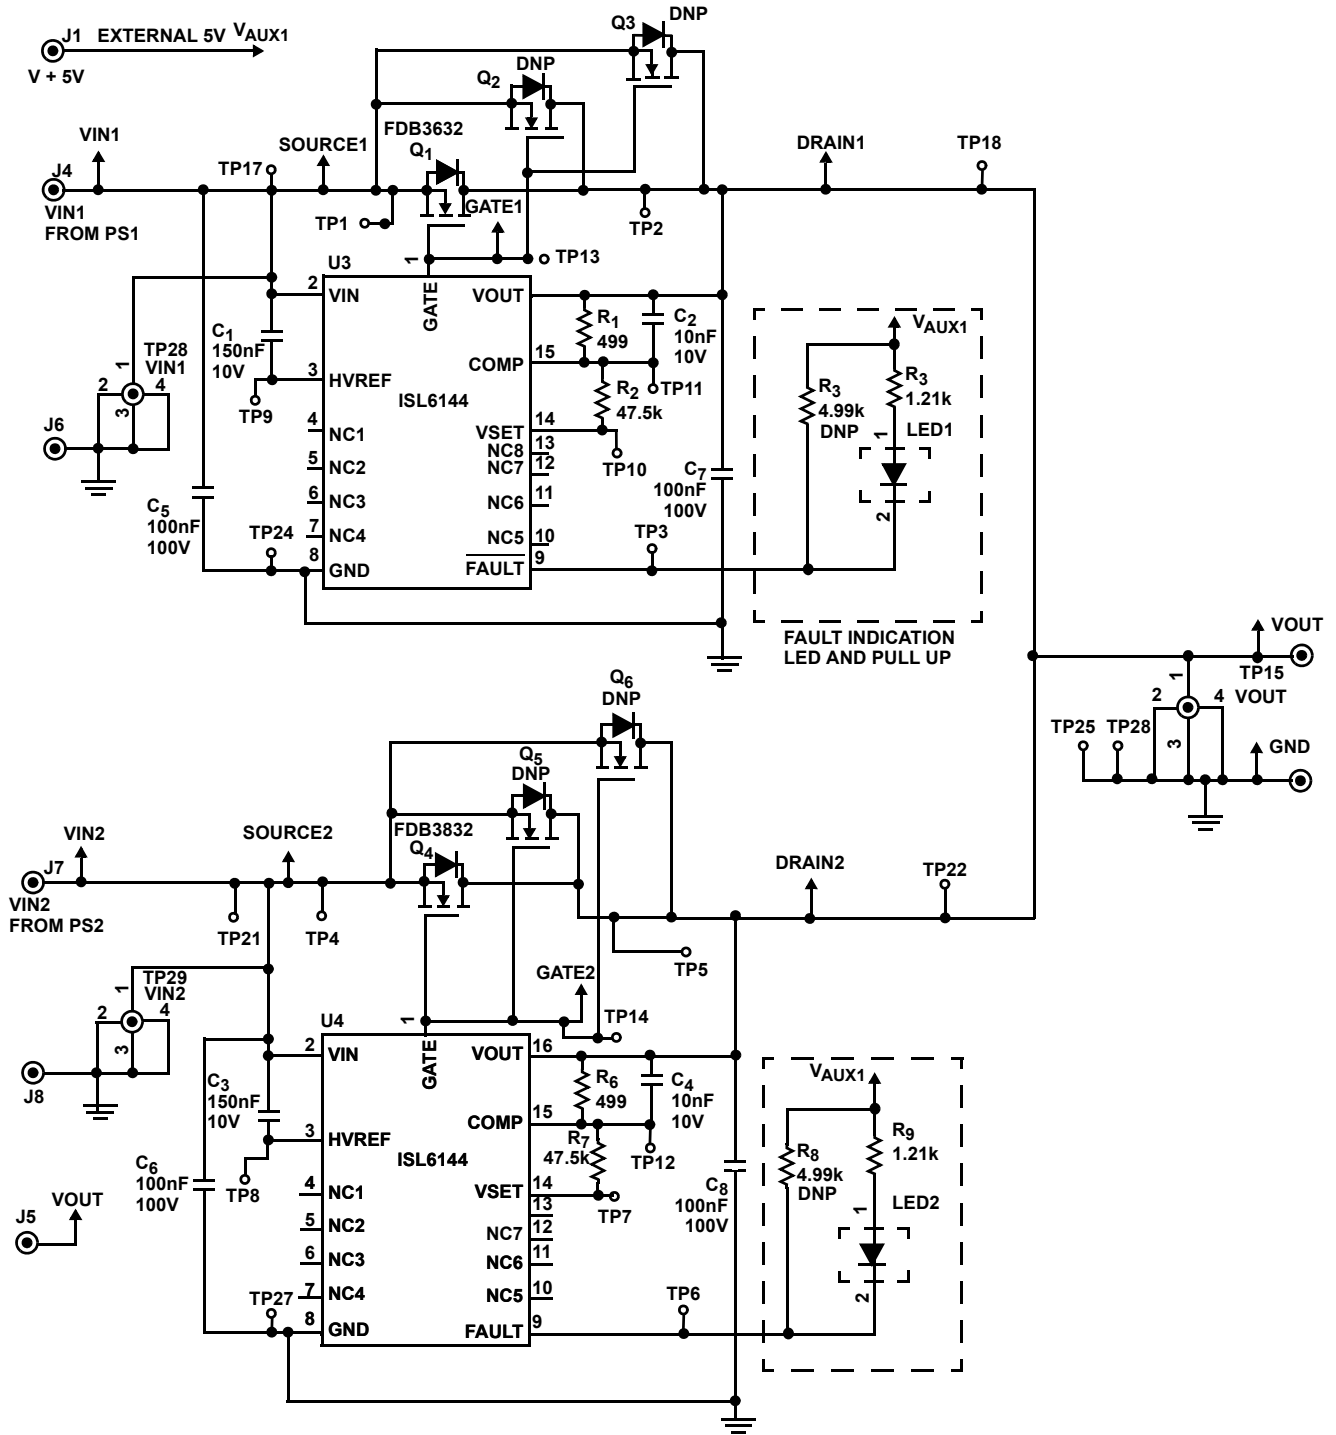 J1 EXTERNAL 5V VAUX1
V + 5V
Q3
DNP
DNP
Q2
FDB3632
Q1
VIN1
J4
VIN1
FROM PS1
TP17
SOURCE1
TP1
GATE1
TP13
TP2
DRAIN1
TP18
U3
1
GATE
2
VIN
3
HVREF
4
NC1
5
NC2
6
NC3
7
NC4
8
GND
ISL6144
VOUT
15
COMP
14
VSET
13
NC8
12
NC7
11
NC6
10
NC5
9
FAULT
C1
150nF
10V
TP9
TP28
VIN1
1
2
4
3
J6
C5
100nF
100V
TP24
R1
499
C2
10nF
10V
TP11
R2
47.5k
TP10
C7
100nF
100V
TP3
VAUX1
R3
4.99k
DNP
R3
1.21k
1
LED1
2
FAULT INDICATION
LED AND PULL UP
VOUT
TP15
VOUT
1
2
4
3
TP25
TP28
GND
Q6
DNP
Q5
DNP
FDB3832
Q4
VIN2
J7
VIN2
FROM PS2
SOURCE2
TP21
TP4
DRAIN2
TP22
TP5
GATE2
TP14
TP29
VIN2
1
2
4
3
J8
U4
1
GATE
2
VIN
3
HVREF
4
NC1
5
NC2
6
NC3
7
NC4
8
GND
ISL6144
16
VOUT
15
COMP
14
VSET
13
NC7
12
NC6
11
NC5
10
FAULT
9
C3
150nF
10V
TP8
C6
100nF
100V
TP27
VOUT
J5
R6
499
C4
10nF
10V
TP12
R7
47.5k
TP7
C8
100nF
100V
TP6
VAUX1
R8
4.99k
DNP
R9
1.21k
1
LED2
2